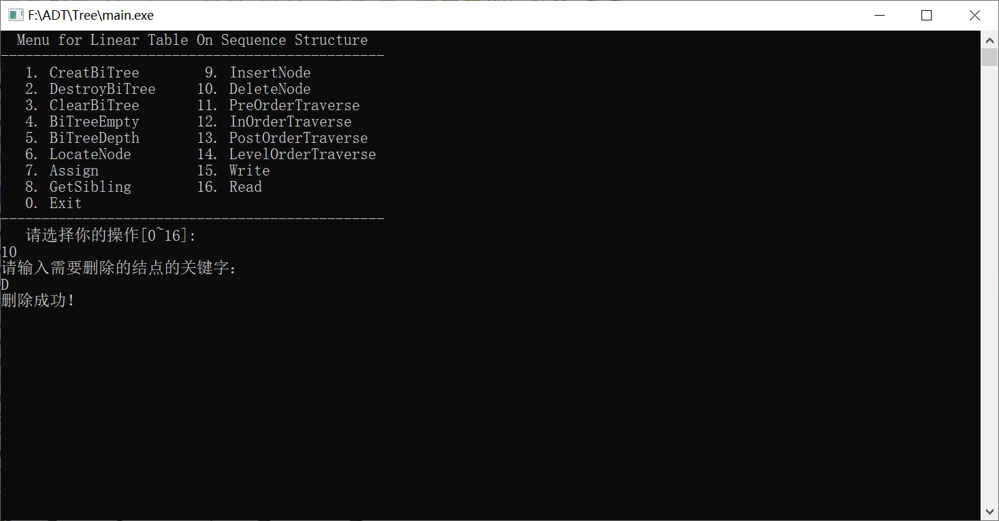 F:\ADT\Tree\main.exe
Menu for Linear Table On Sequence Structure
-----------------------------------------------
1. CreatBiTree 9. InsertNode
2. DestroyBiTree 10. DeleteNode
3. ClearBiTree 11. PreOrderTraverse
4. BiTreeEmpty 12. InOrderTraverse
5. BiTreeDepth 13. PostOrderTraverse
6. LocateNode 14. LevelOrderTraverse
7. Assign 15. Write
8. GetSibling 16. Read
0. Exit
-----------------------------------------------
请选择你的操作[0~16]:
10
请输入需要删除的结点的关键字：
D
删除成功！